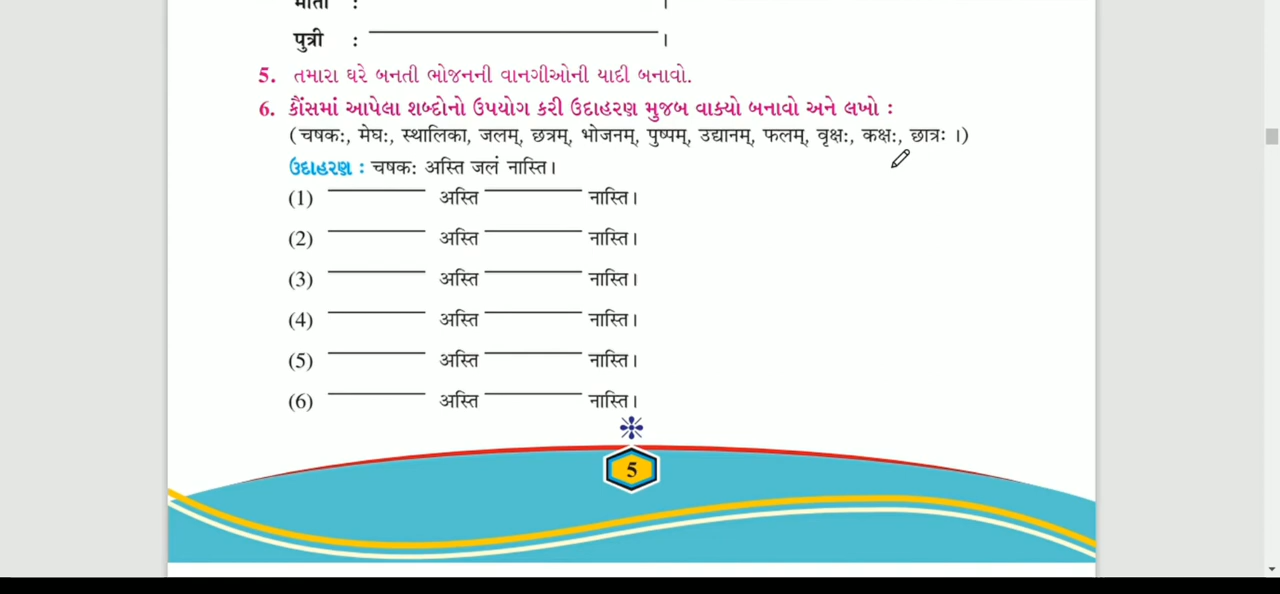 पुत्री : ।
5. તમારા ઘરે બનતી ભોજનની વાનગીઓની યાદી બનાવો.
6. કૌંસમાં આપેલા શબ્દોનો ઉપયોગ કરી ઉદાહરણ મુજબ વાક્યો બનાવો અને લખો :
(चषकः, मेघः, स्थालिका, जलम्, छत्रम्, भोजनम्, पुष्पम्, उद्यानम्, फलम्, वृक्षः, कक्षः, छात्रः ।)
ઉદાહરણ : चषकः अस्ति जलं नास्ति।
(1) अस्ति नास्ति।
(2) अस्ति नास्ति।
(3) अस्ति नास्ति।
(4) अस्ति नास्ति।
(5) अस्ति नास्ति।
(6) अस्ति नास्ति।
5